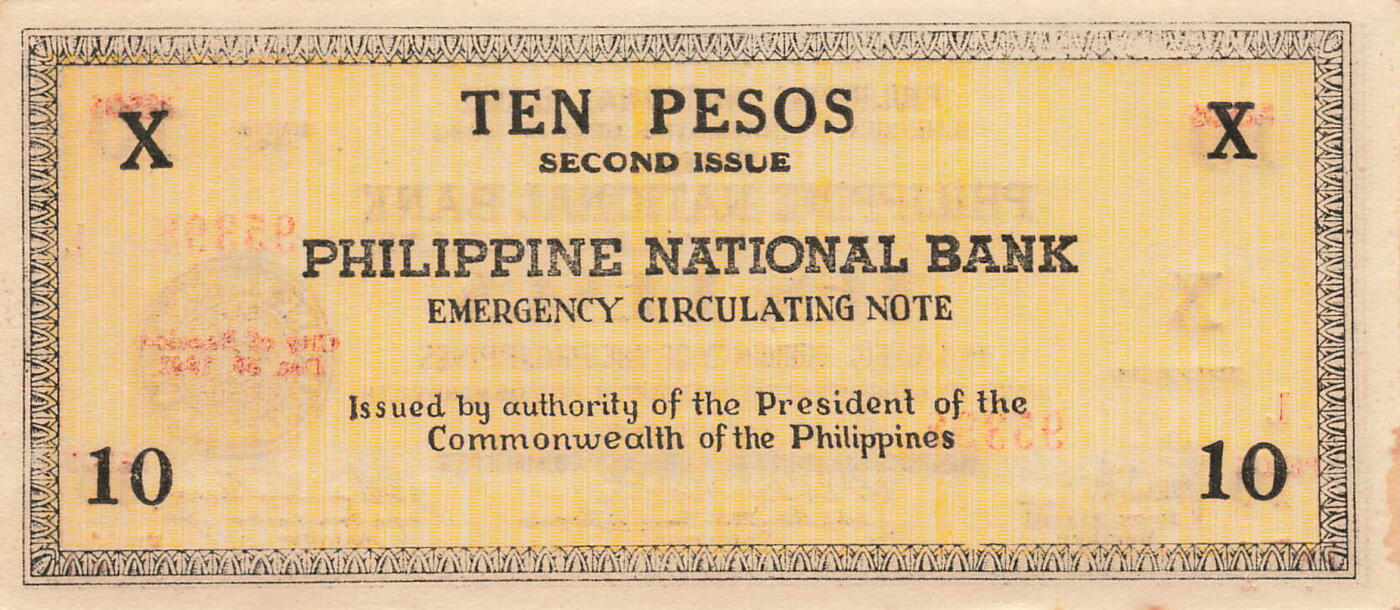 X TEN PESOS X
SECOND ISSUE
PHILIPPINE NATIONAL BANK
EMERGENCY CIRCULATING NOTE
Issued by authority of the President of the
Commonwealth of the Philippines
10 10